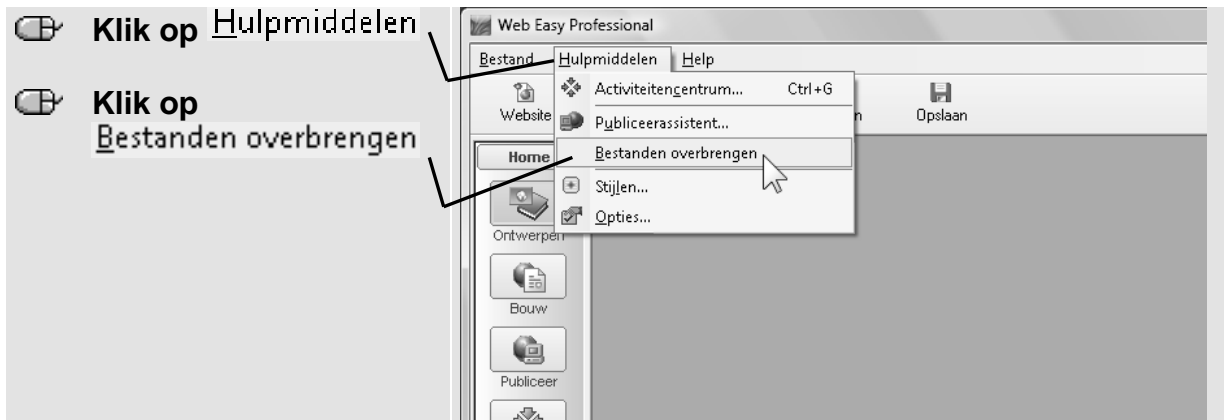 Klik op Hulpmiddelen
Klik op
Bestanden overbrengen
Web Easy Professional
Bestand Hulpmiddelen Help
Website
Opslaan
Activiteitencentrum... Ctrl+G
Publiceerassistent...
Bestanden overbrengen
Stijlen...
Opties...
Home
Ontwerpen
Bouw
Publiceer